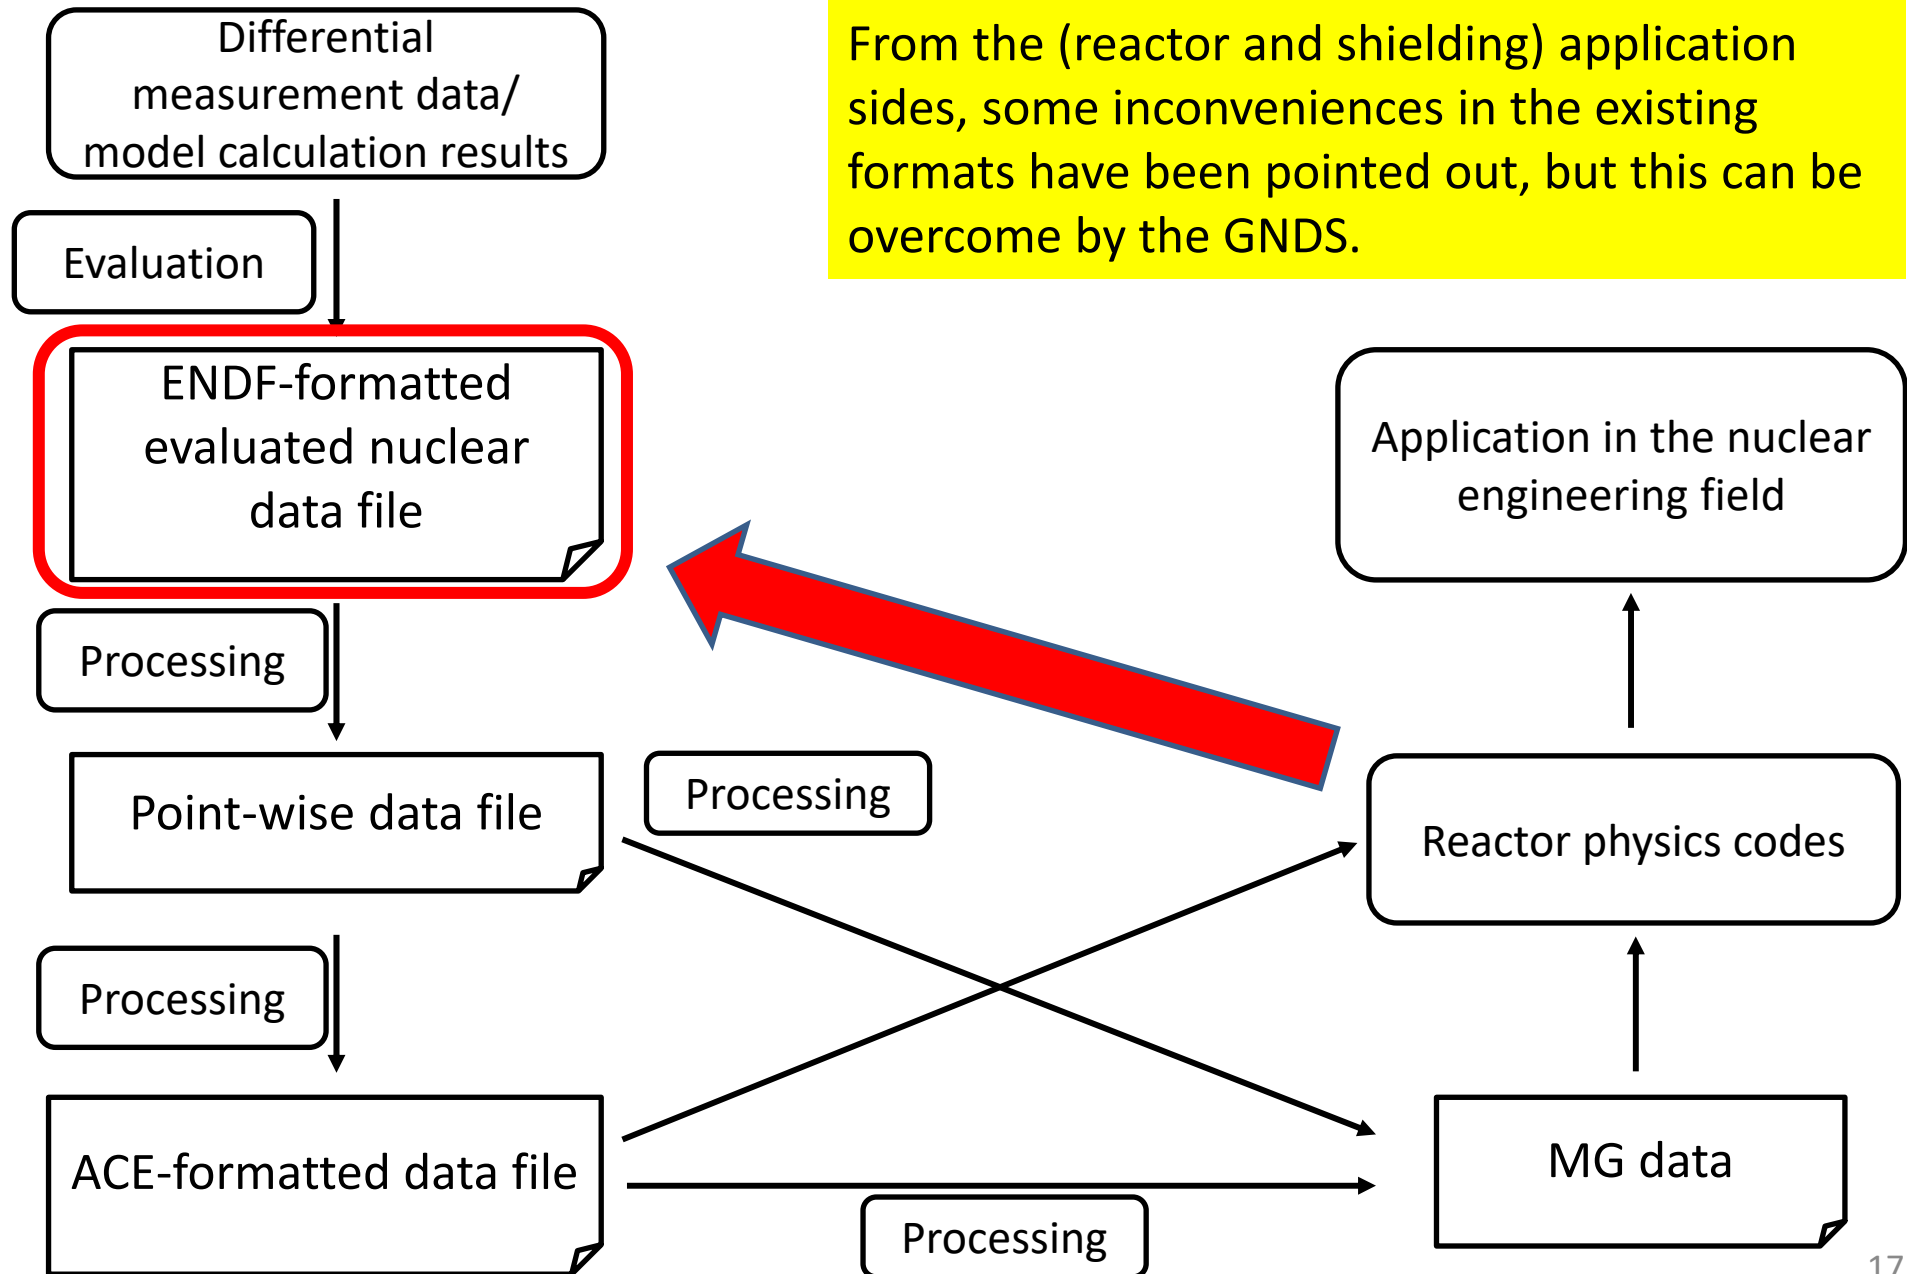 Differential
measurement data/
model calculation results
From the (reactor and shielding) application
sides, some inconveniences in the existing
formats have been pointed out, but this can be
overcome by the GNDS.
Evaluation
ENDF-formatted
evaluated nuclear
data file
Application in the nuclear
engineering field
Processing
Point-wise data file
Processing
Reactor physics codes
Processing
ACE-formatted data file
MG data
Processing
17